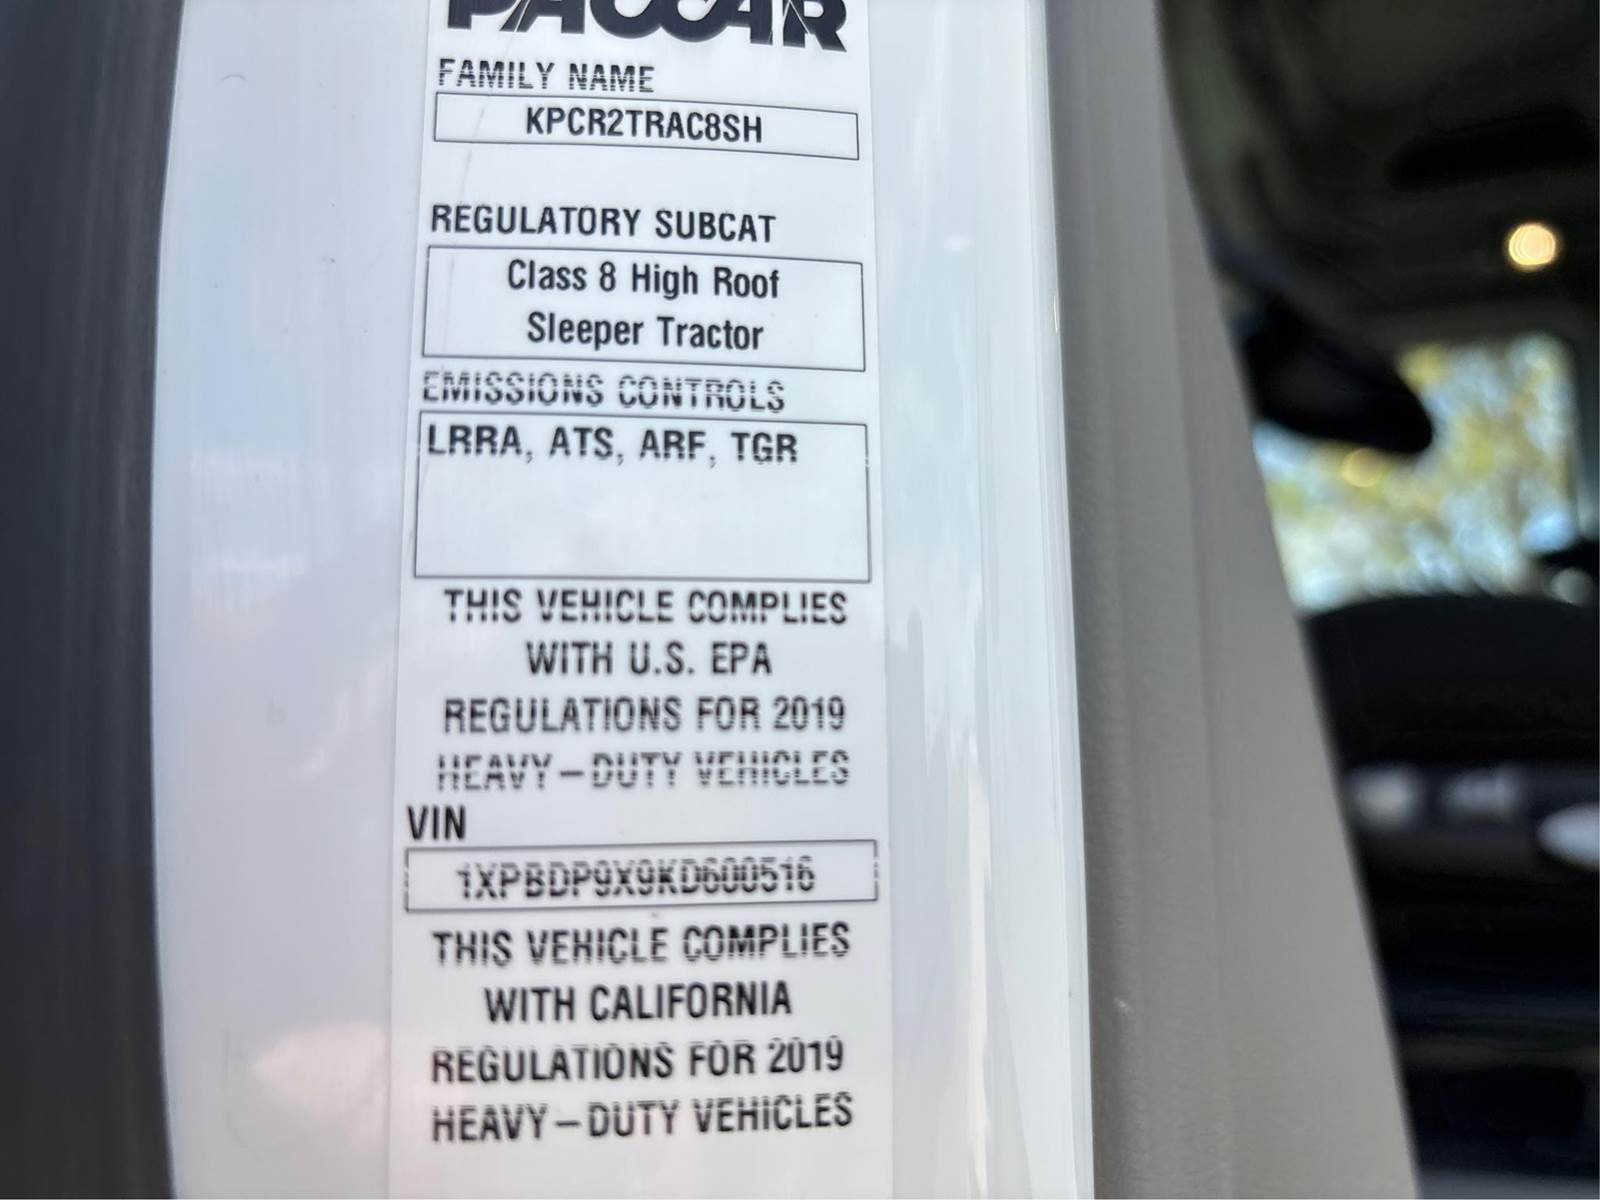 PACCAR
FAMILY NAME
KPCR2TRAC8SH
REGULATORY SUBCAT
Class 8 High Roof
Sleeper Tractor
EMISSIONS CONTROLS
LRRA, ATS, ARF, TGR
THIS VEHICLE COMPLIES
WITH U.S. EPA
REGULATIONS FOR 2019
HEAVY-DUTY VEHICLES
VIN
1XPBDP9X9KD600516
THIS VEHICLE COMPLIES
WITH CALIFORNIA
REGULATIONS FOR 2019
HEAVY-DUTY VEHICLES